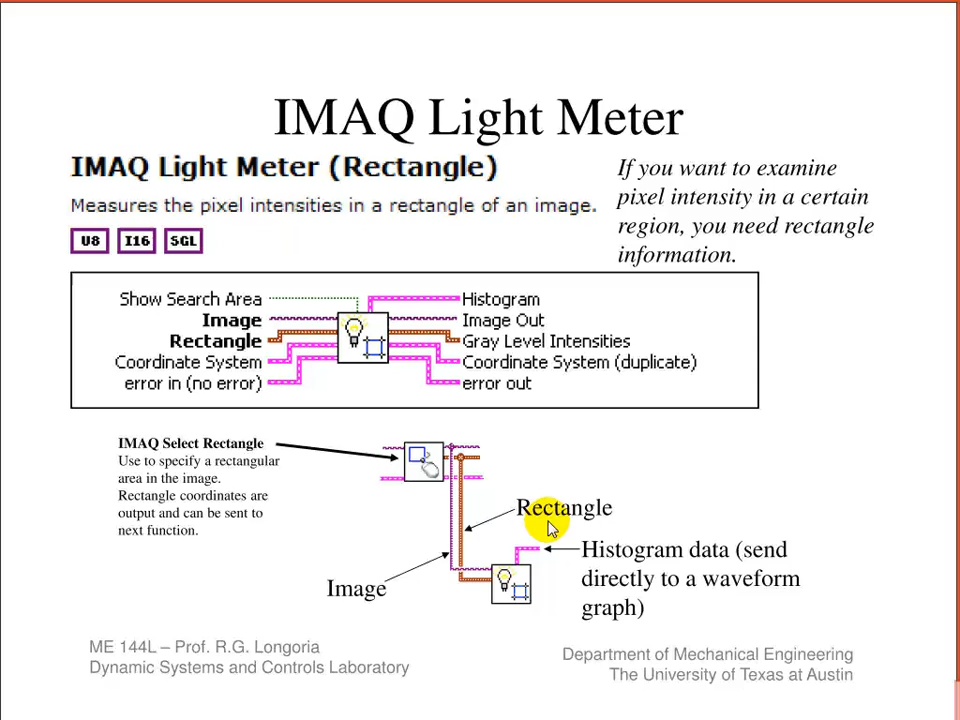 IMAQ Light Meter
IMAQ Light Meter (Rectangle)
Measures the pixel intensities in a rectangle of an image.
U8 I16 SGL
If you want to examine
pixel intensity in a certain
region, you need rectangle
information.
Show Search Area
Image
Rectangle
Coordinate System
error in (no error)
Histogram
Image Out
Gray Level Intensities
Coordinate System (duplicate)
error out
IMAQ Select Rectangle
Use to specify a rectangular
area in the image.
Rectangle coordinates are
output and can be sent to
next function.
Rectangle
Histogram data (send
directly to a waveform
graph)
Image
ME 144L – Prof. R.G. Longoria
Dynamic Systems and Controls Laboratory
Department of Mechanical Engineering
The University of Texas at Austin